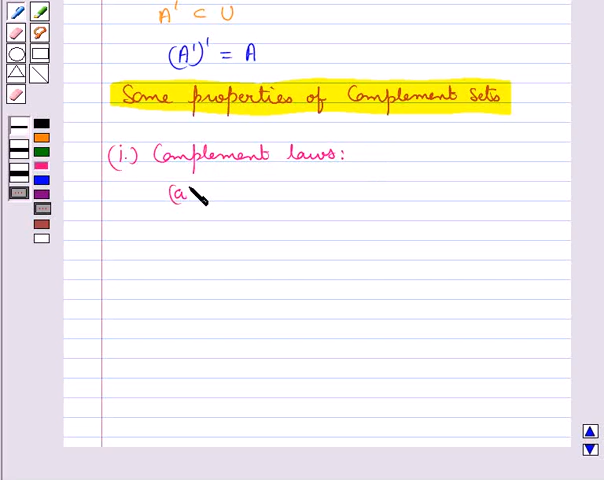 A' ⊂ U
(A')' = A
Some properties of Complement Sets
(i.) Complement laws:
(a